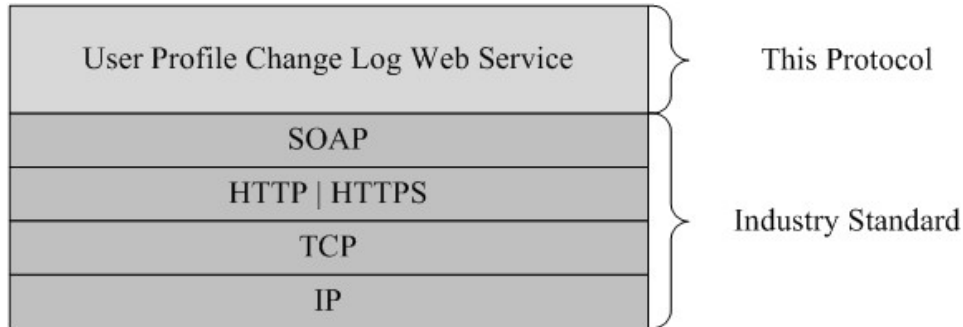 User Profile Change Log Web Service
This Protocol
SOAP
HTTP | HTTPS
TCP
IP
Industry Standard